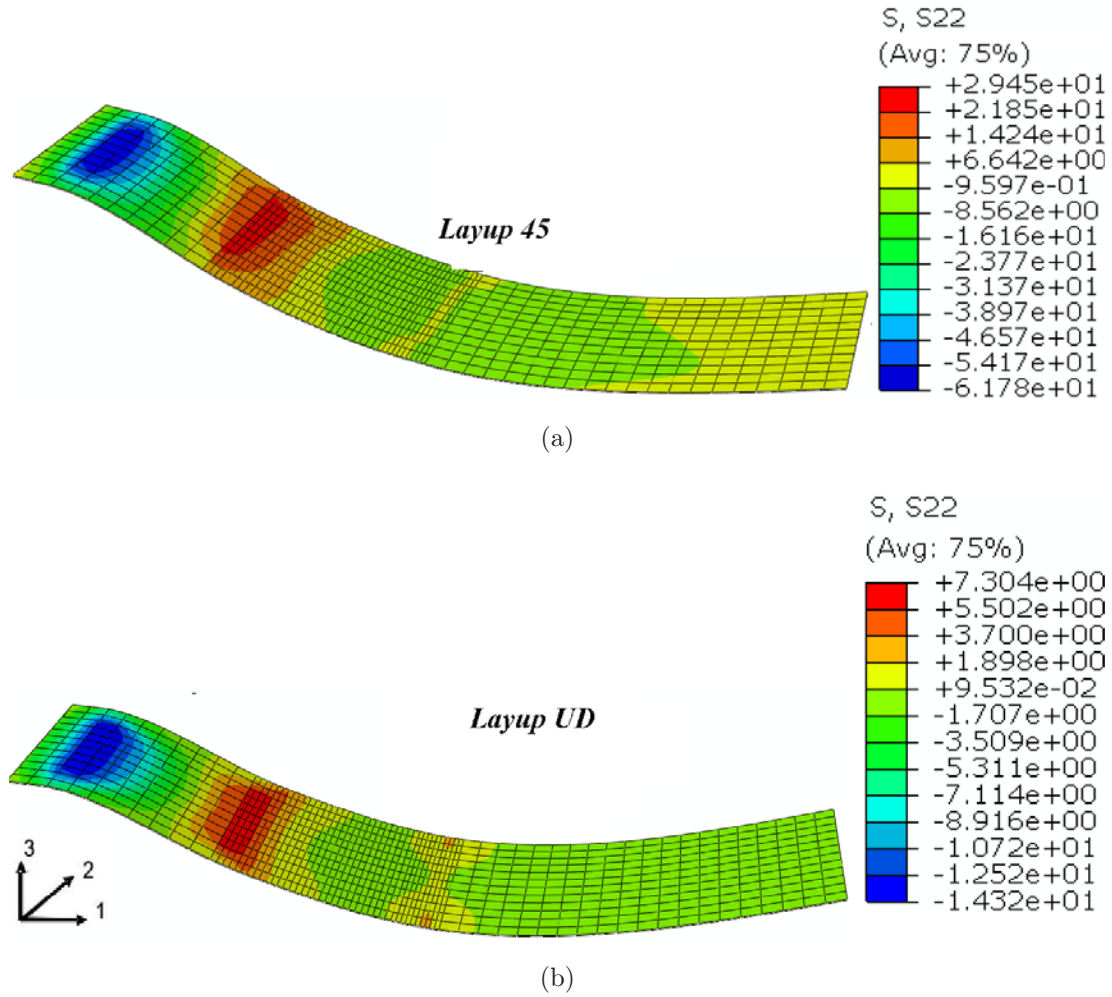 S, S22
(Avg: 75%)
+2.945e+01
+2.185e+01
+1.424e+01
+6.642e+00
-9.597e-01
-8.562e+00
-1.616e+01
-2.377e+01
-3.137e+01
-3.897e+01
-4.657e+01
-5.417e+01
-6.178e+01
Layup 45
(a)
S, S22
(Avg: 75%)
+7.304e+00
+5.502e+00
+3.700e+00
+1.898e+00
+9.532e-02
-1.707e+00
-3.509e+00
-5.311e+00
-7.114e+00
-8.916e+00
-1.072e+01
-1.252e+01
-1.432e+01
Layup UD
3
2
1
(b)